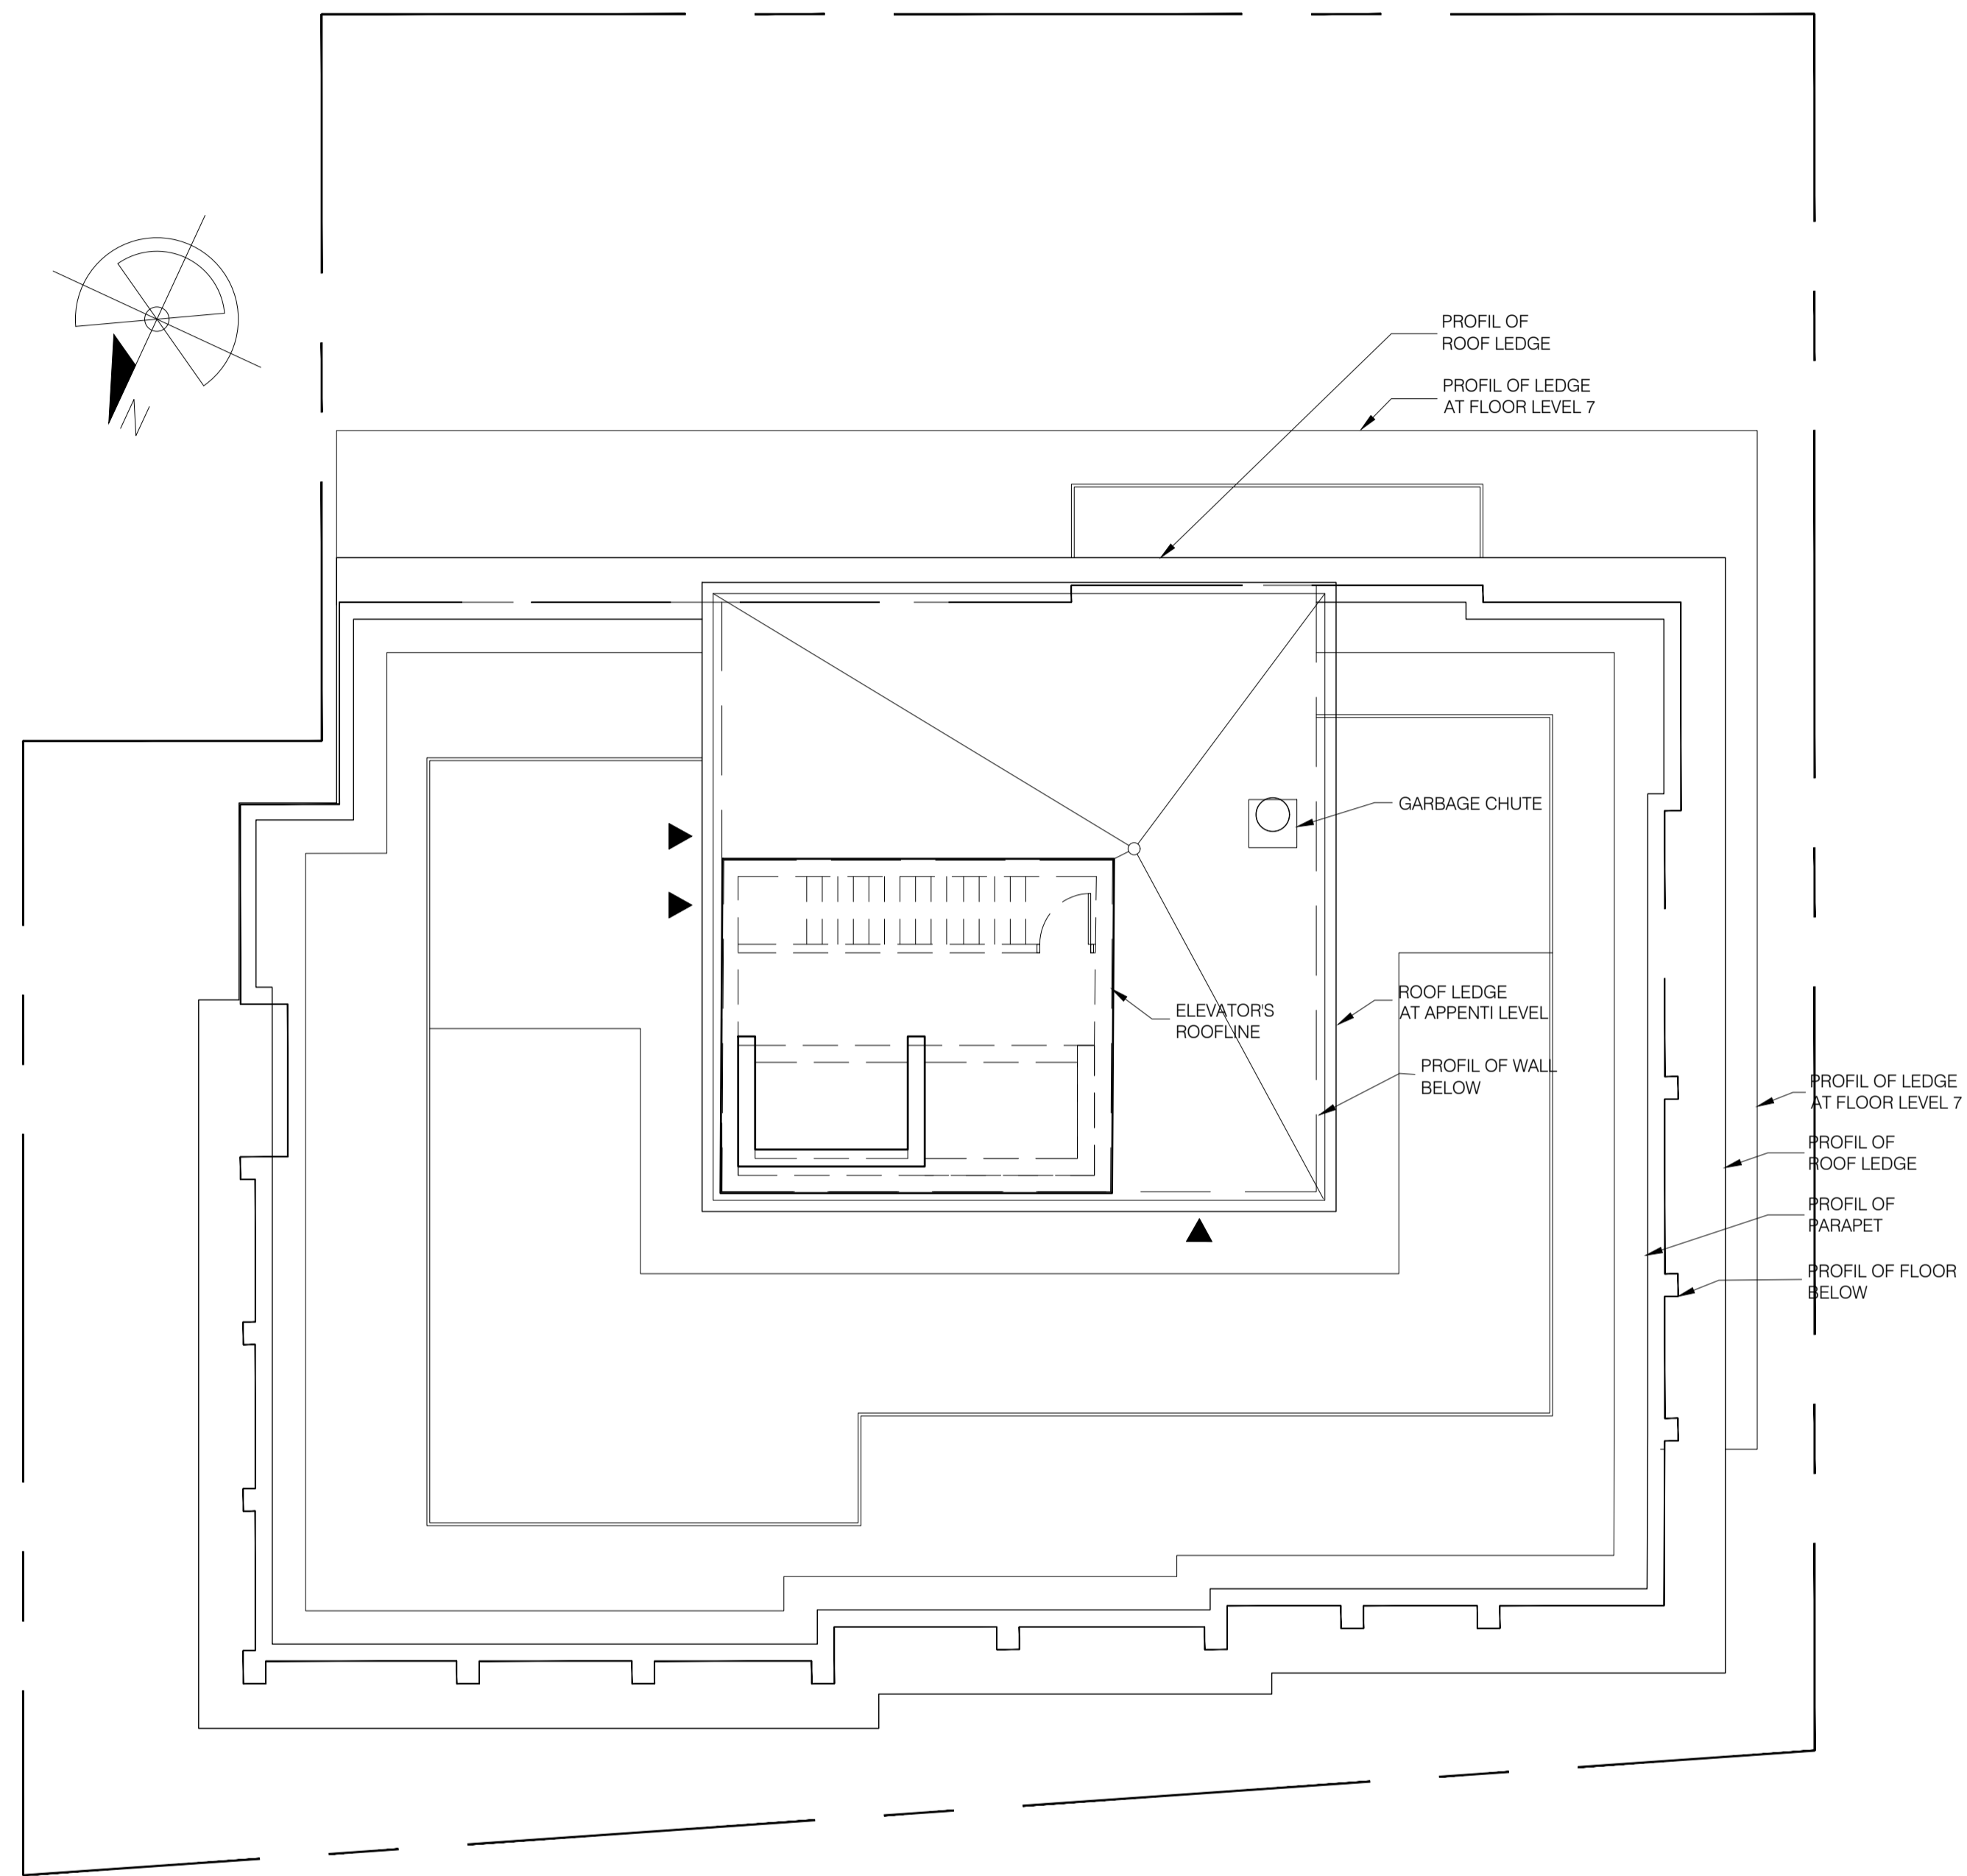 N
PROFIL OF
ROOF LEDGE
PROFIL OF LEDGE
AT FLOOR LEVEL 7
GARBAGE CHUTE
ELEVATOR'S
ROOFLINE
ROOF LEDGE
AT APPENTI LEVEL
PROFIL OF WALL
BELOW
PROFIL OF LEDGE
AT FLOOR LEVEL 7
PROFIL OF
ROOF LEDGE
PROFIL OF
PARAPET
PROFIL OF FLOOR
BELOW